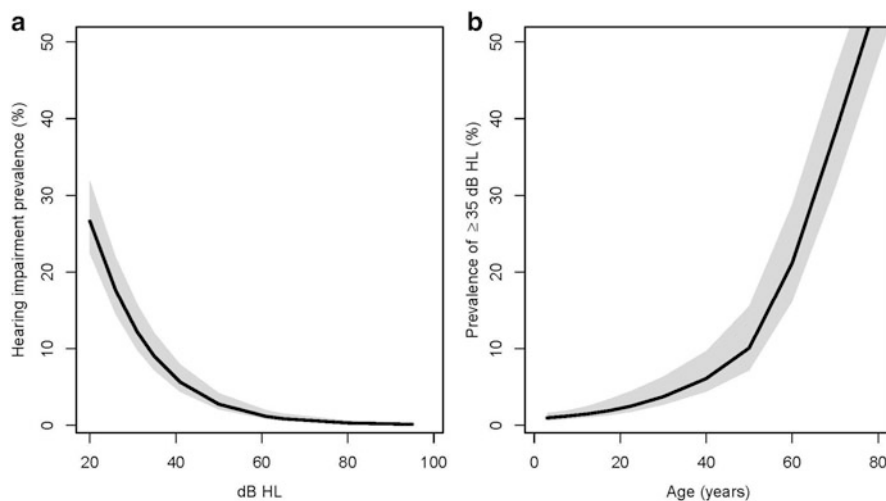 a
Hearing impairment prevalence (%)
50
40
30
20
10
0
20 40 60 80 100
dB HL
b
Prevalence of ≥ 35 dB HL (%)
50
40
30
20
10
0
0 20 40 60 80
Age (years)